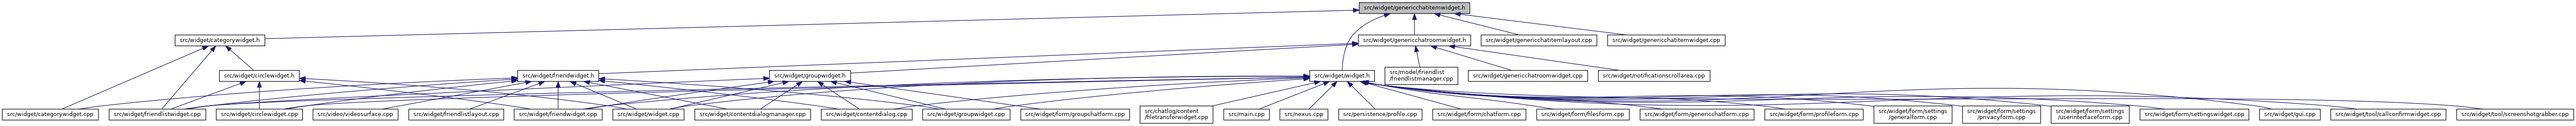 src/widget/genericchatitemwidget.h
src/widget/categorywidget.h
src/widget/genericchatroomwidget.h
src/widget/genericchatitemlayout.cpp
src/widget/genericchatitemwidget.cpp
src/widget/circlewidget.h
src/widget/friendwidget.h
src/widget/groupwidget.h
src/widget/widget.h
src/model/friendlist
/friendlistmanager.cpp
src/widget/genericchatroomwidget.cpp
src/widget/notificationscrollarea.cpp
src/widget/categorywidget.cpp
src/widget/friendlistwidget.cpp
src/widget/circlewidget.cpp
src/video/videosurface.cpp
src/widget/friendlistlayout.cpp
src/widget/friendwidget.cpp
src/widget/widget.cpp
src/widget/contentdialogmanager.cpp
src/widget/contentdialog.cpp
src/widget/groupwidget.cpp
src/widget/form/groupchatform.cpp
src/chatlog/content
/filetransferwidget.cpp
src/main.cpp
src/nexus.cpp
src/persistence/profile.cpp
src/widget/form/chatform.cpp
src/widget/form/filesform.cpp
src/widget/form/genericchatform.cpp
src/widget/form/profileform.cpp
src/widget/form/settings
/generalform.cpp
src/widget/form/settings
/privacyform.cpp
src/widget/form/settings
/userinterfaceform.cpp
src/widget/form/settingswidget.cpp
src/widget/gui.cpp
src/widget/tool/callconfirmwidget.cpp
src/widget/tool/screenshotgrabber.cpp